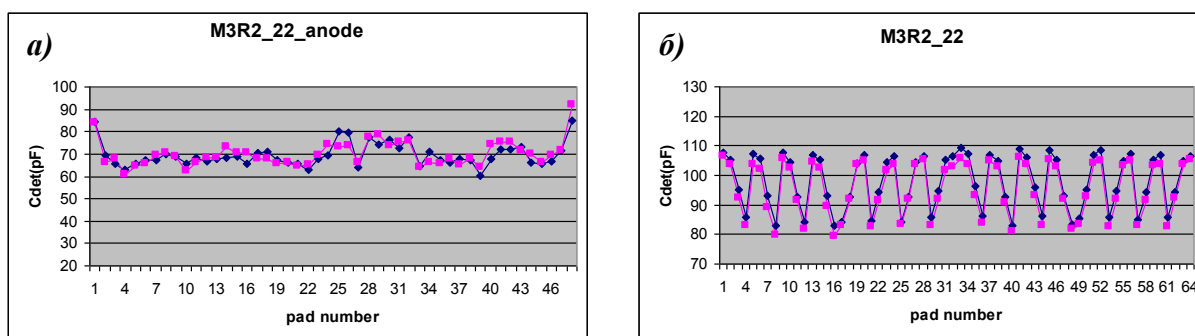 а)
M3R2_22_anode
Cdet(pF)
100
90
80
70
60
50
40
30
20
1 4 7 10 13 16 19 22 25 28 31 34 37 40 43 46
pad number
б)
M3R2_22
Cdet(pF)
130
120
110
100
90
80
70
1 4 7 10 13 16 19 22 25 28 31 34 37 40 43 46 49 52 55 58 61 64
pad number